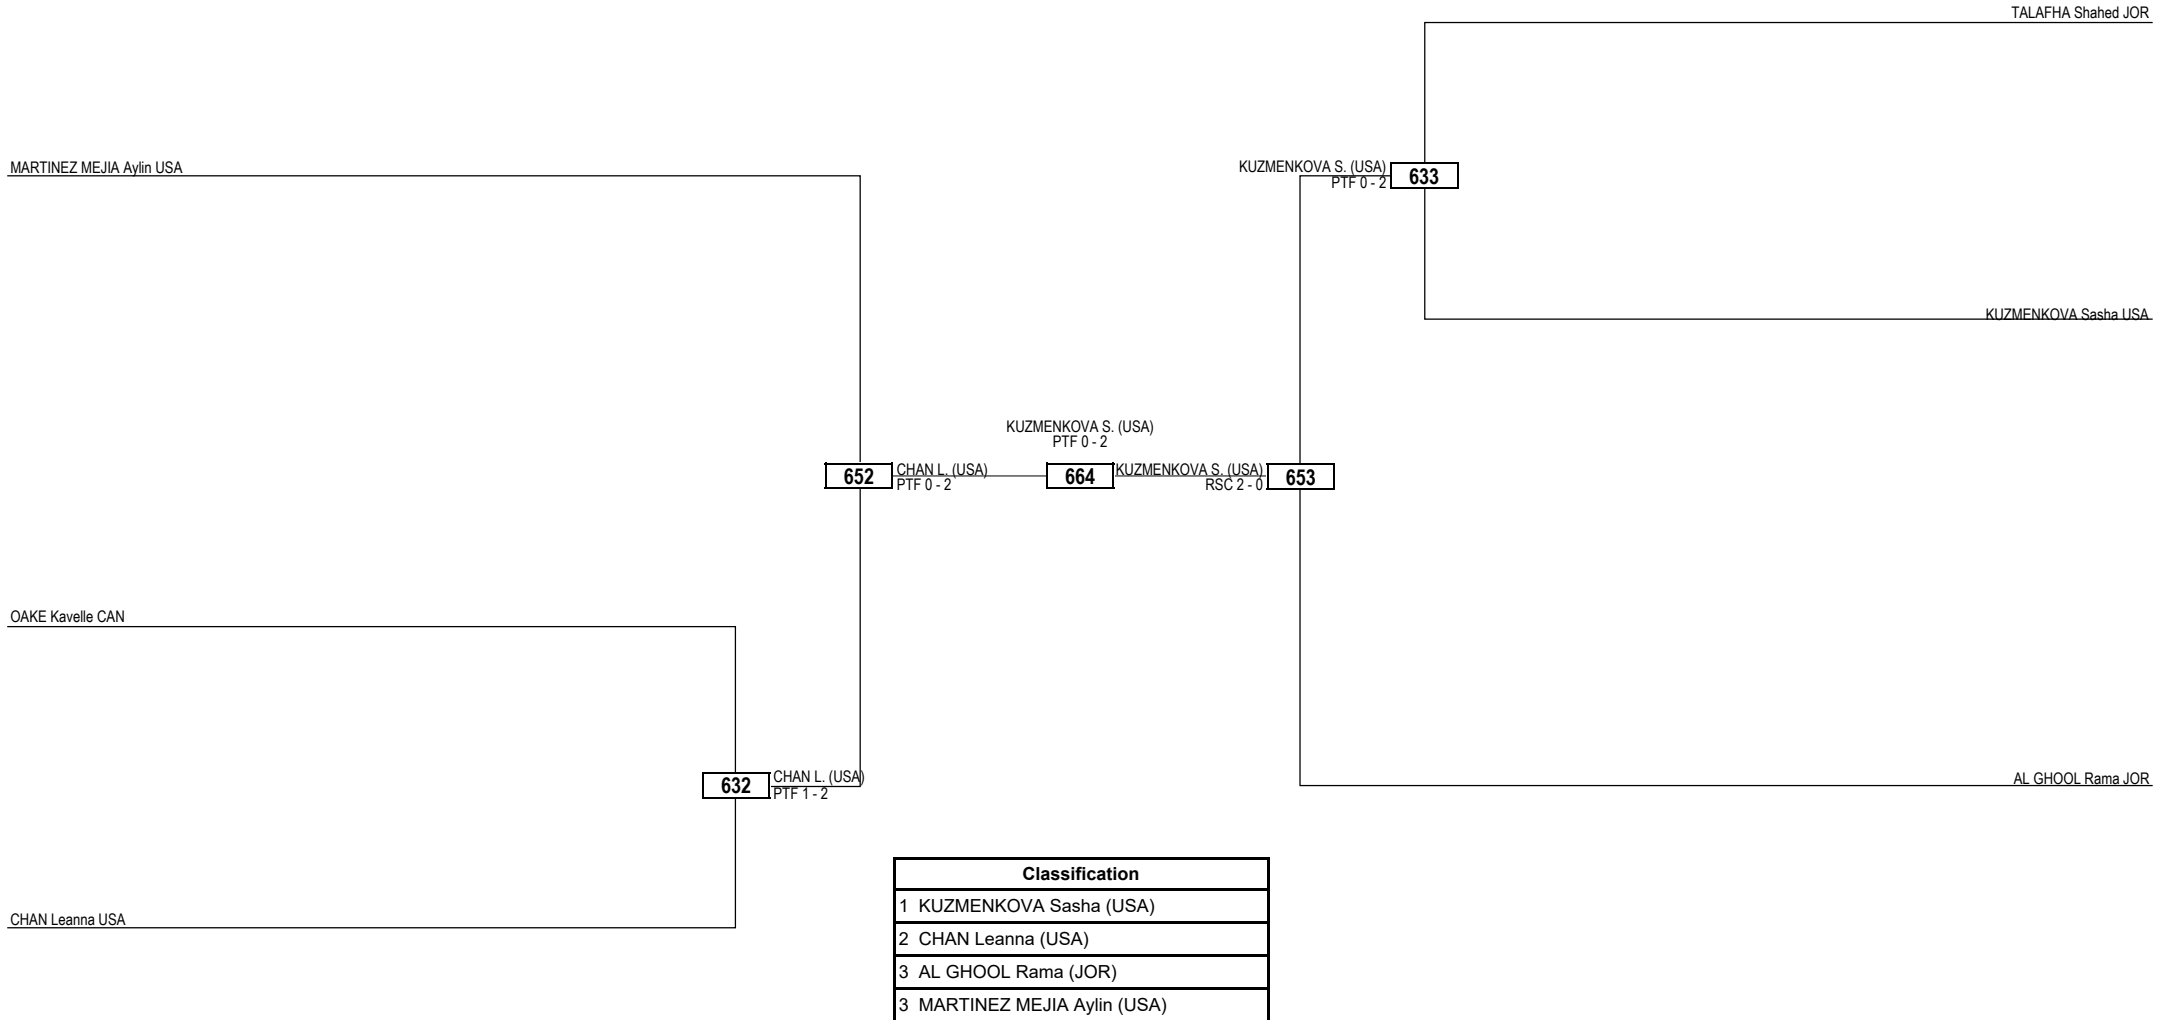 TALAFHA Shahed JOR
MARTINEZ MEJIA Aylin USA
KUZMENKOVA S. (USA)
PTF 0 - 2
633
KUZMENKOVA Sasha USA
KUZMENKOVA S. (USA)
PTF 0 - 2
652
CHAN L. (USA)
PTF 0 - 2
664
KUZMENKOVA S. (USA)
RSC 2 - 0
653
OAKE Kavelle CAN
632
CHAN L. (USA)
PTF 1 - 2
AL GHOOL Rama JOR
CHAN Leanna USA
Classification
1 KUZMENKOVA Sasha (USA)
2 CHAN Leanna (USA)
3 AL GHOOL Rama (JOR)
3 MARTINEZ MEJIA Aylin (USA)